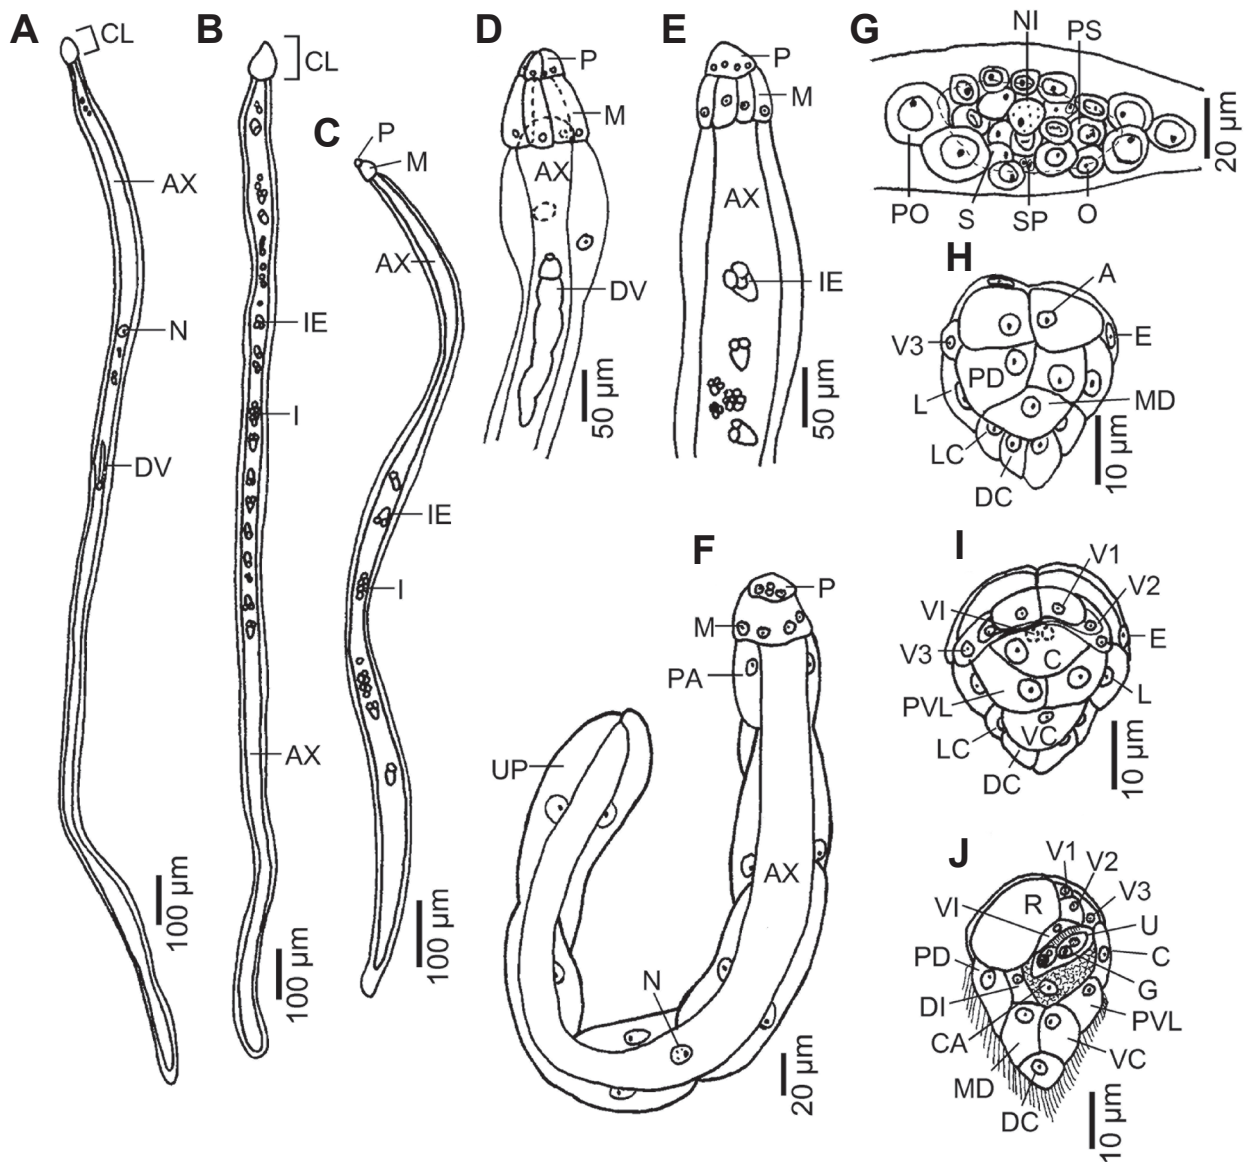 A
CL
AX
N
DV
100 µm
B
CL
IE
I
AX
100 µm
C
P
M
AX
IE
I
100 µm
D
P
M
AX
DV
50 µm
E
P
M
AX
IE
50 µm
F
P
M
PA
UP
AX
N
20 µm
G
NI
PS
PO
S
SP
O
20 µm
H
A
V3
E
PD
L
MD
LC
DC
10 µm
I
V1
V2
VI
E
V3
C
PVL
L
VC
LC
DC
10 µm
J
V1
V2
V3
R
VI
U
PD
C
G
DI
PVL
CA
VC
MD
DC
10 µm